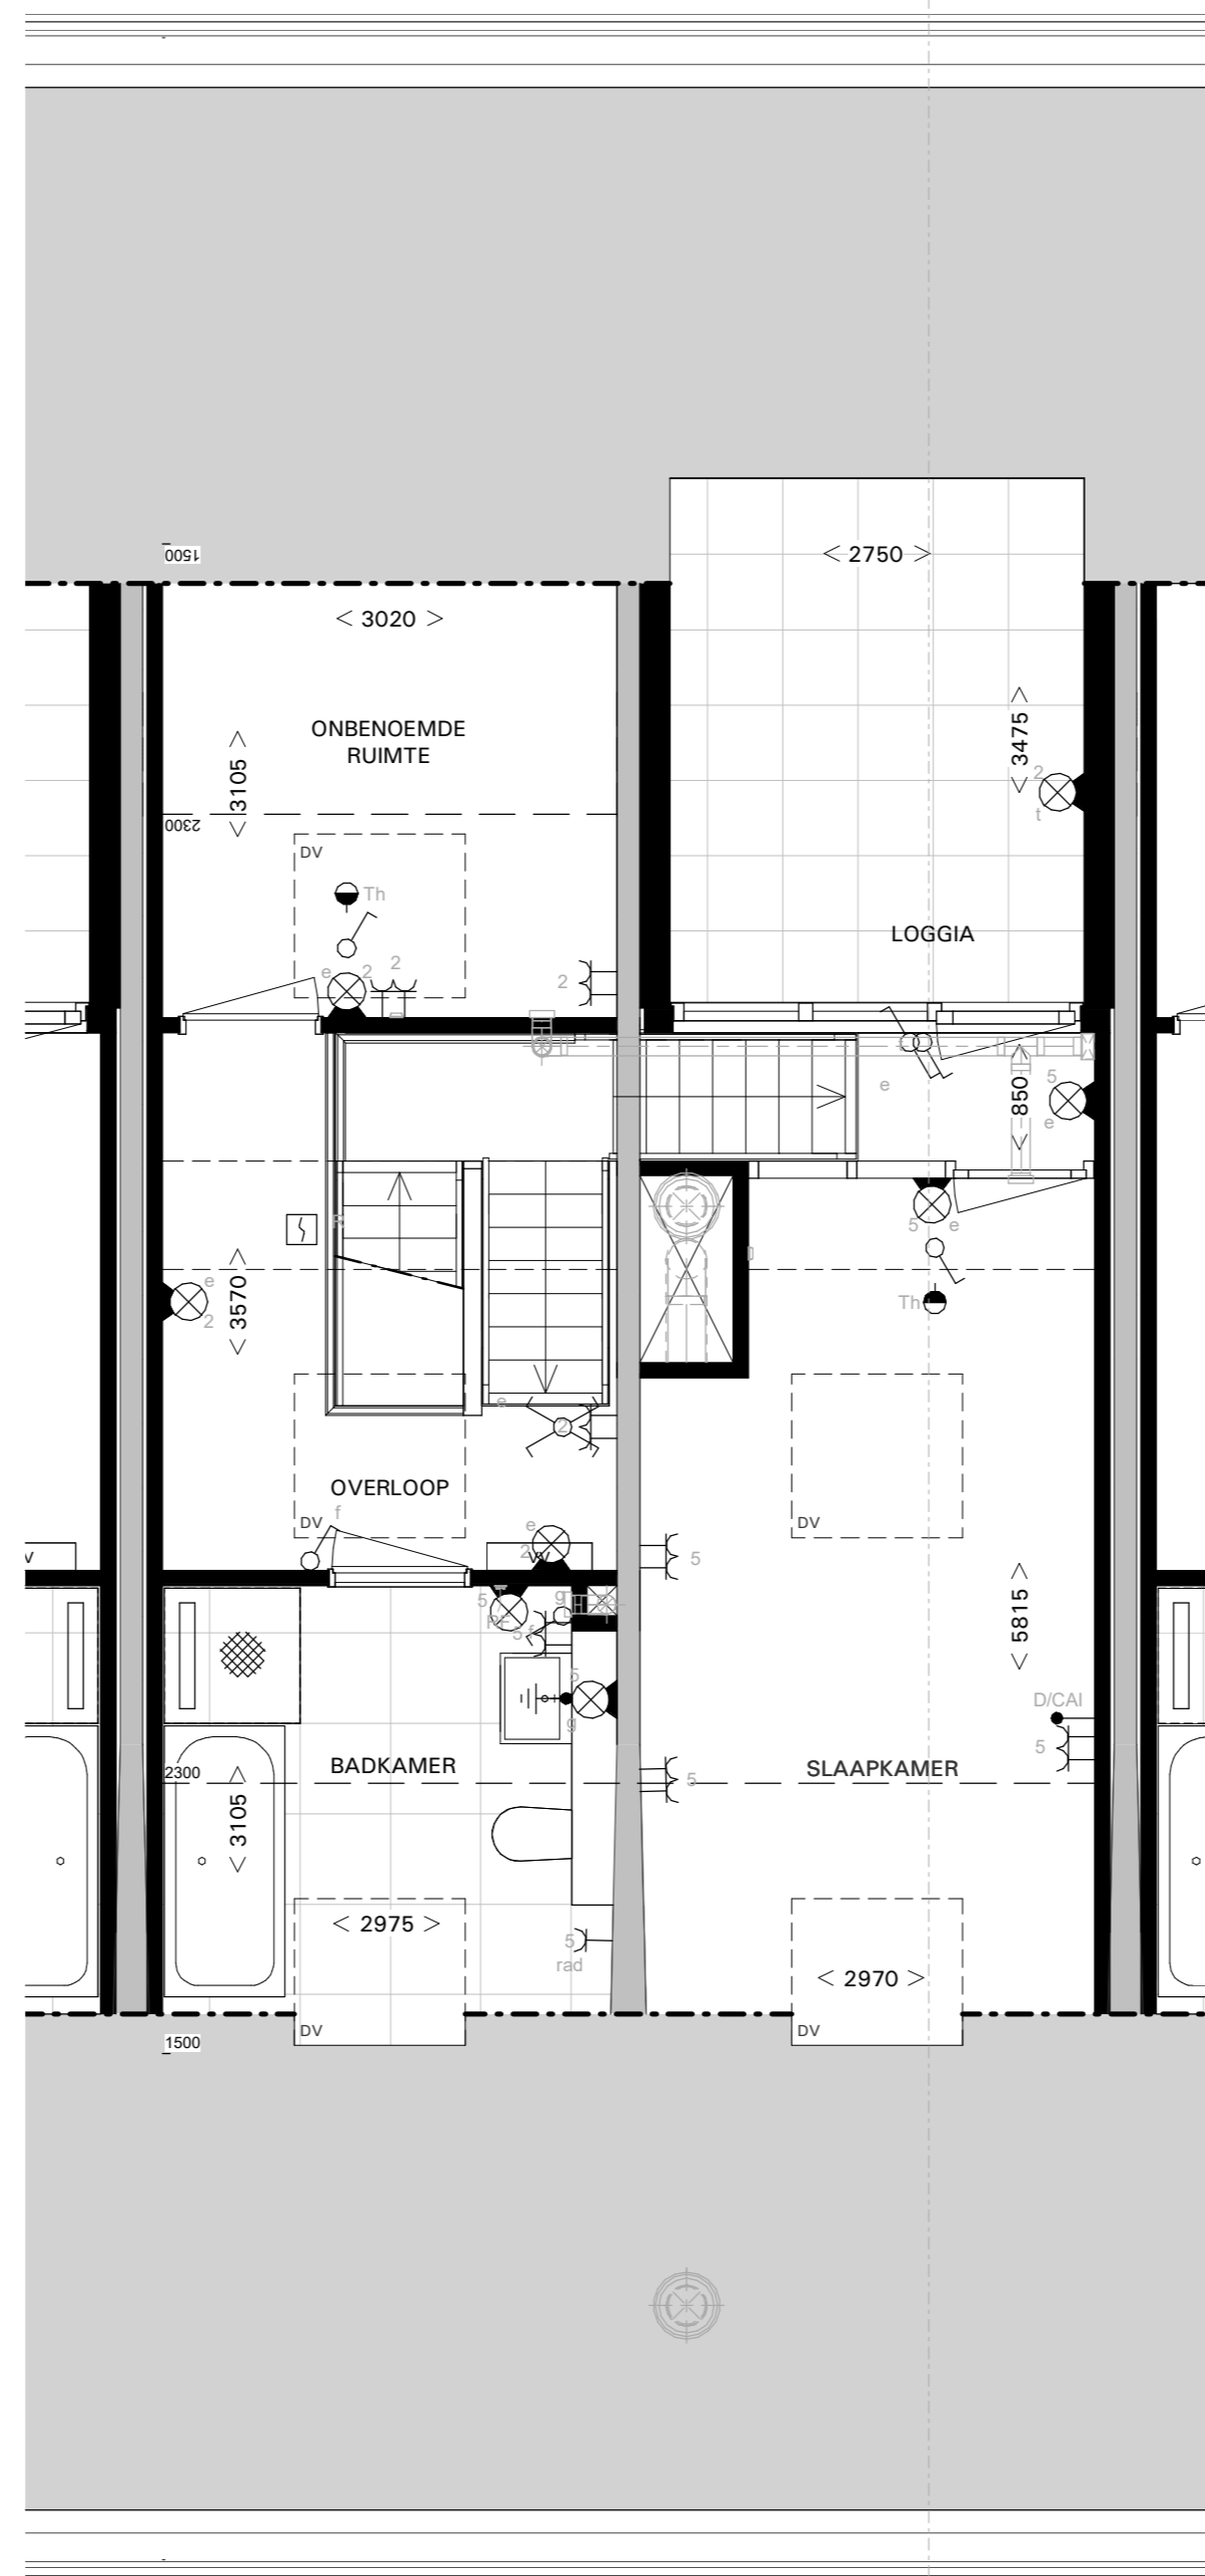 1500
< 2750 >
< 3020 >
ONBENOEMDE
RUIMTE
< 3105 >
< 3475 >
2
t
2300
DV
Th
LOGGIA
e
2
2
2
e
5
e
< 850 >
5
e
Th
e
2
< 3570 >
e
2
DV
OVERLOOP
DV
f
e
2
VV
V
5
< 5815 >
5
g
5
f
5
g
D/CAI
5
BADKAMER
SLAAPKAMER
2300
5
< 3105 >
< 2975 >
5
rad
< 2970 >
DV
DV
1500